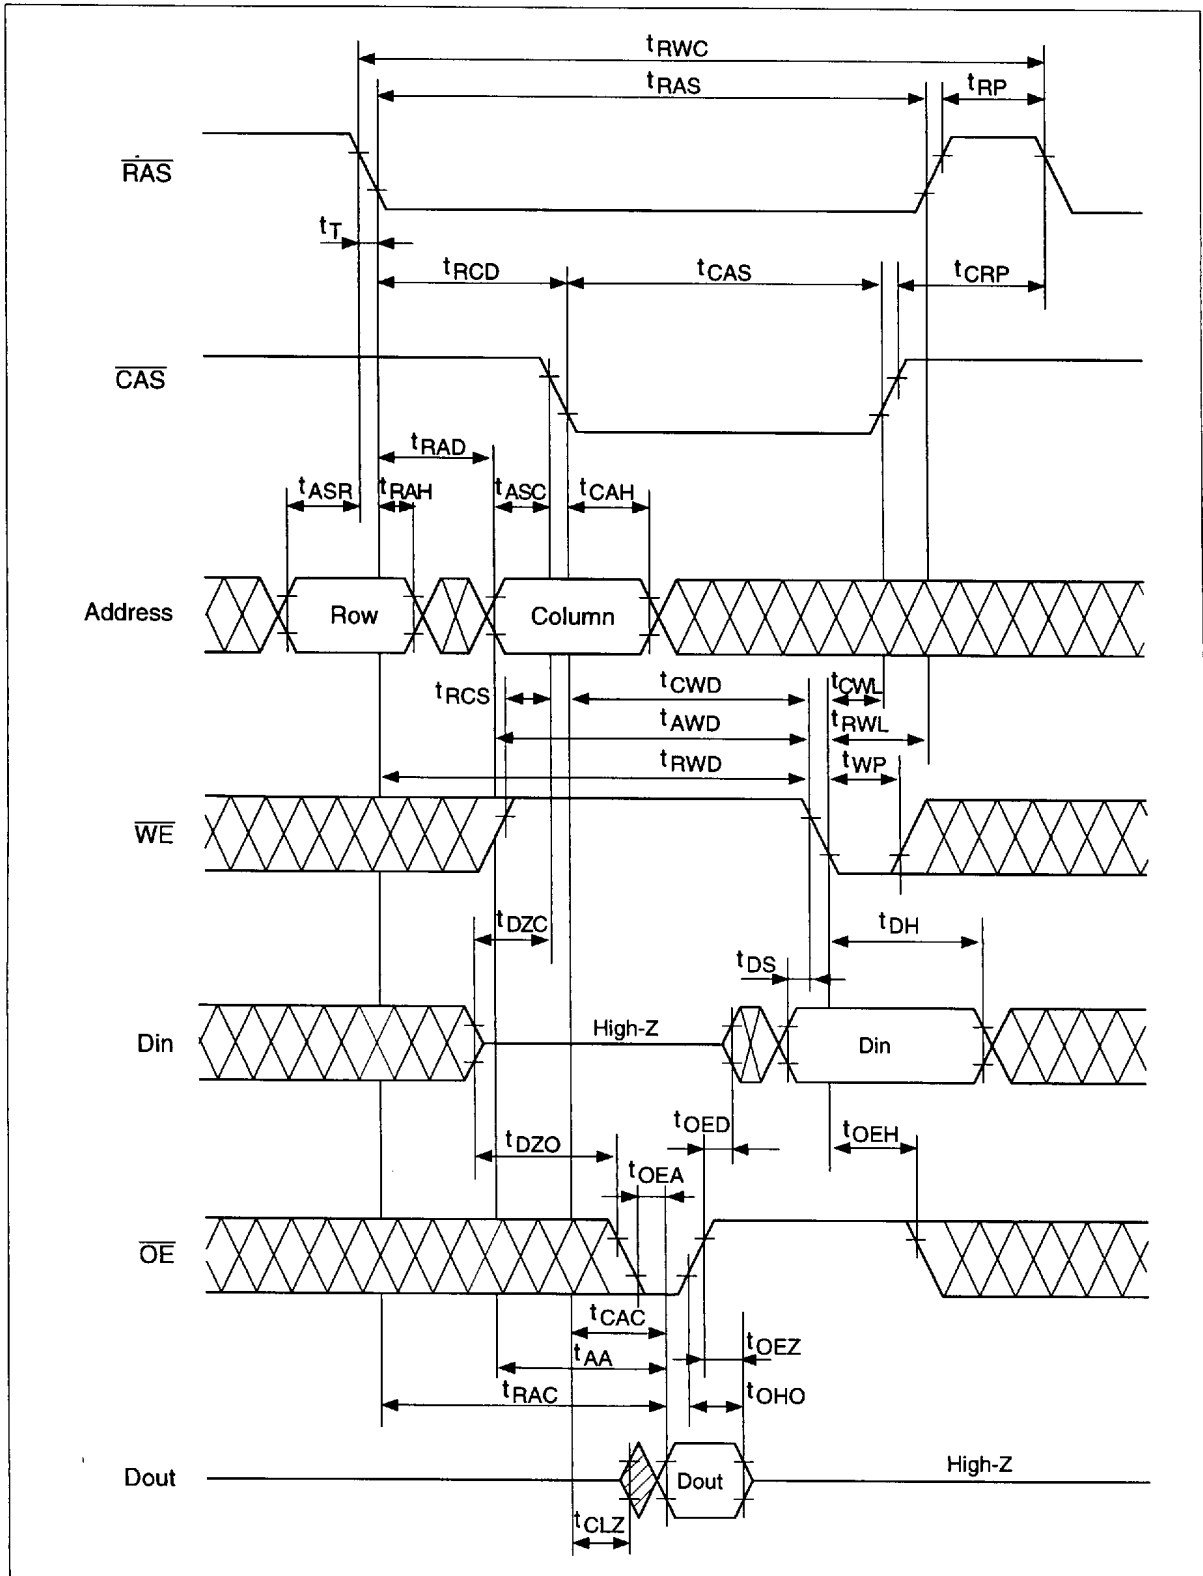 tRWC
tRAS
tRP
RAS
tT
tRCD
tCAS
tCRP
CAS
tRAD
tASR
tRAH
tASC
tCAH
Address
Row
Column
tRCS
tCWD
tCWL
tAWD
tRWL
tRWD
tWP
WE
tDZC
tDH
tDS
Din
High-Z
Din
tOED
tDZO
tOEH
tOEA
OE
tCAC
tOEZ
tAA
tRAC
tOHO
Dout
Dout
High-Z
tCLZ